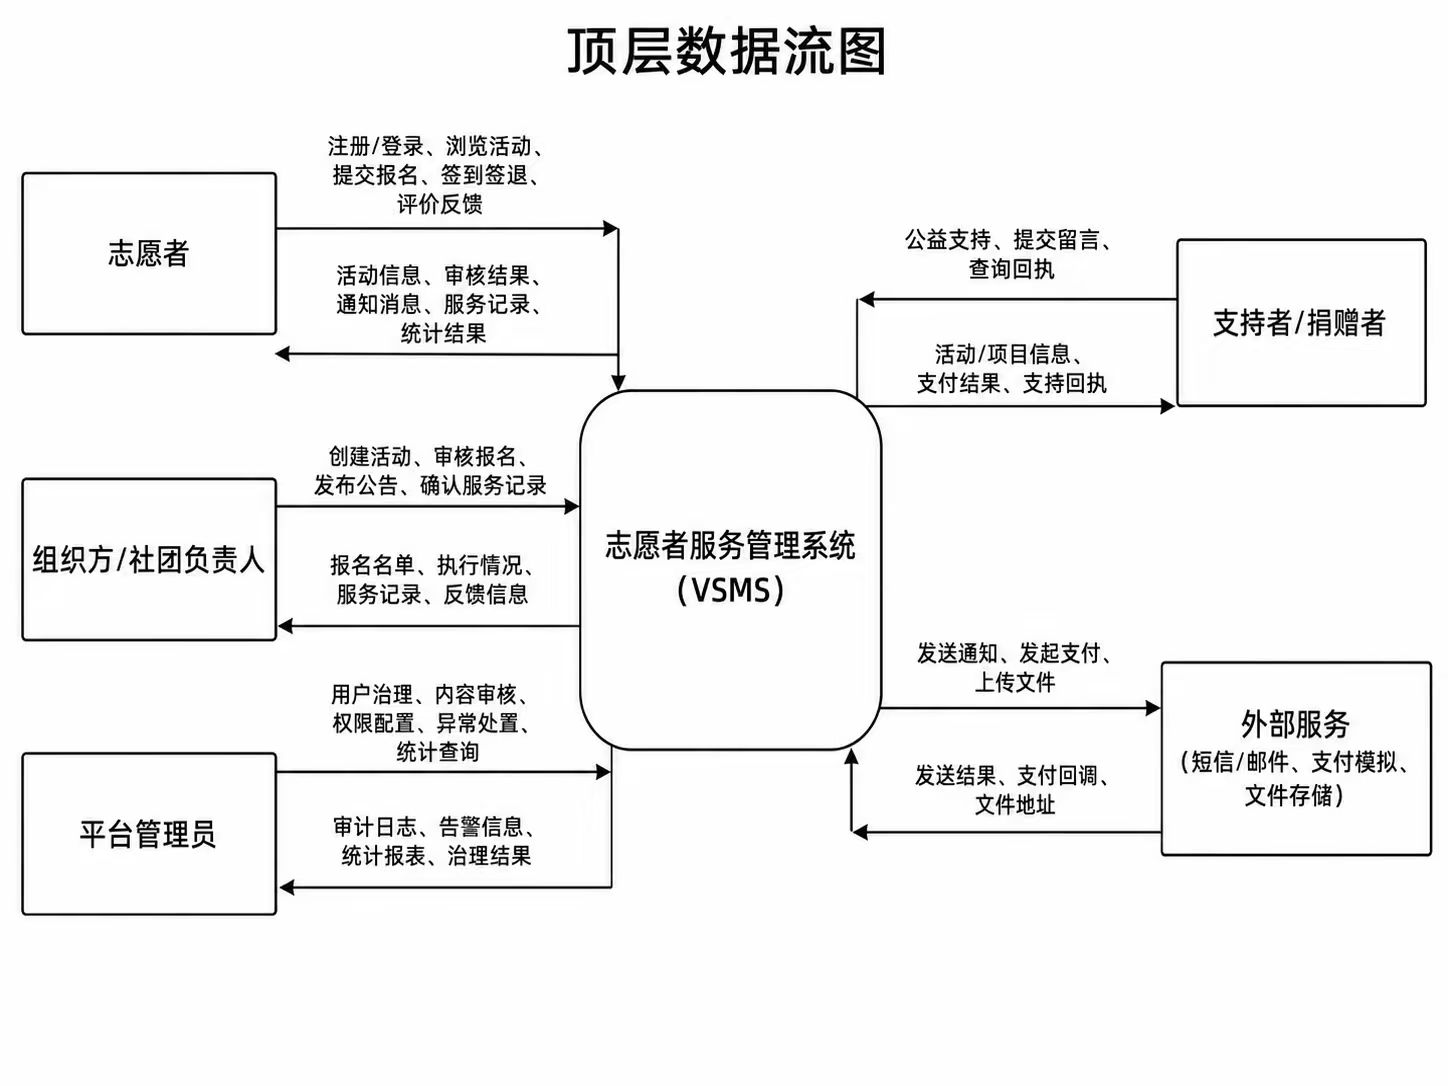 顶层数据流图
注册/登录、浏览活动、
提交报名、签到签退、
评价反馈
志愿者
活动信息、审核结果、
通知消息、服务记录、
统计结果
公益支持、提交留言、
查询回执
支持者/捐赠者
活动/项目信息、
支付结果、支持回执
创建活动、审核报名、
发布公告、确认服务记录
组织方/社团负责人
报名名单、执行情况、
服务记录、反馈信息
志愿者服务管理系统
(VSMS)
用户治理、内容审核、
权限配置、异常处置、
统计查询
平台管理员
审计日志、告警信息、
统计报表、治理结果
发送通知、发起支付、
上传文件
外部服务
(短信/邮件、支付模拟、
文件存储)
发送结果、支付回调、
文件地址